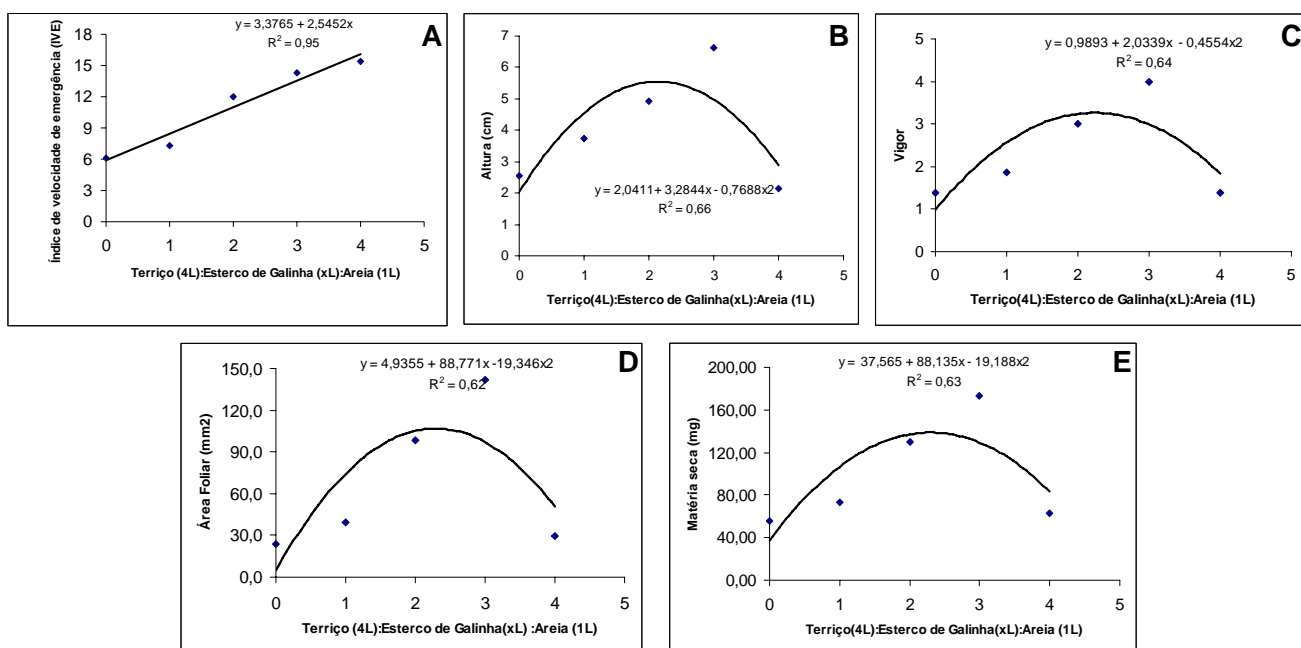 A
y = 3,3765 + 2,5452x
R2 = 0,95
Índice de velocidade de emergência (IVE)
18
15
12
9
6
3
0
0 1 2 3 4 5
Terriço (4L):Esterco de Galinha (xL):Areia (1L)
B
Altura (cm)
7
6
5
4
3
2
1
0
y = 2,0411+ 3,2844x - 0,7688x2
R2 = 0,66
0 1 2 3 4 5
Terriço(4L):Esterco de Galinha(xL):Areia (1L)
C
y = 0,9893 + 2,0339x - 0,4554x2
R2 = 0,64
Vigor
5
4
3
2
1
0
0 1 2 3 4 5
Terriço(4L):Esterco de Galinha(xL):Areia (1L)
D
y = 4,9355 + 88,771x -19,346x2
R2 = 0,62
Área Foliar (mm2)
150,0
120,0
90,0
60,0
30,0
0,0
0 1 2 3 4 5
Terriço (4L):Esterco de Galinha(xL) :Areia (1L)
E
y = 37,565 + 88,135x - 19,188x2
R2 = 0,63
Matéria seca (mg)
200,00
160,00
120,00
80,00
40,00
0,00
0 1 2 3 4 5
Terriço(4L):Esterco de Galinha(xL):Areia (1L)